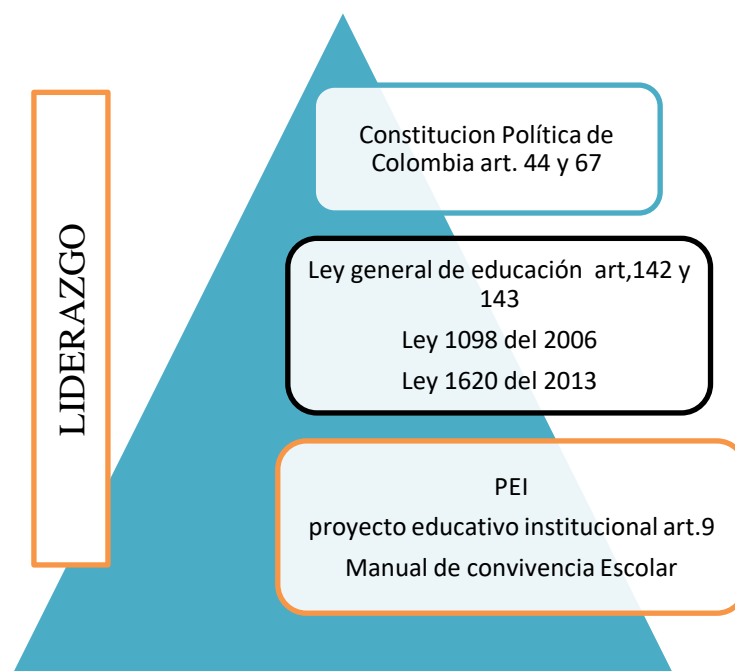 LIDERAZGO
Constitucion Política de
Colombia art. 44 y 67
Ley general de educación art,142 y
143
Ley 1098 del 2006
Ley 1620 del 2013
PEI
proyecto educativo institucional art.9
Manual de convivencia Escolar